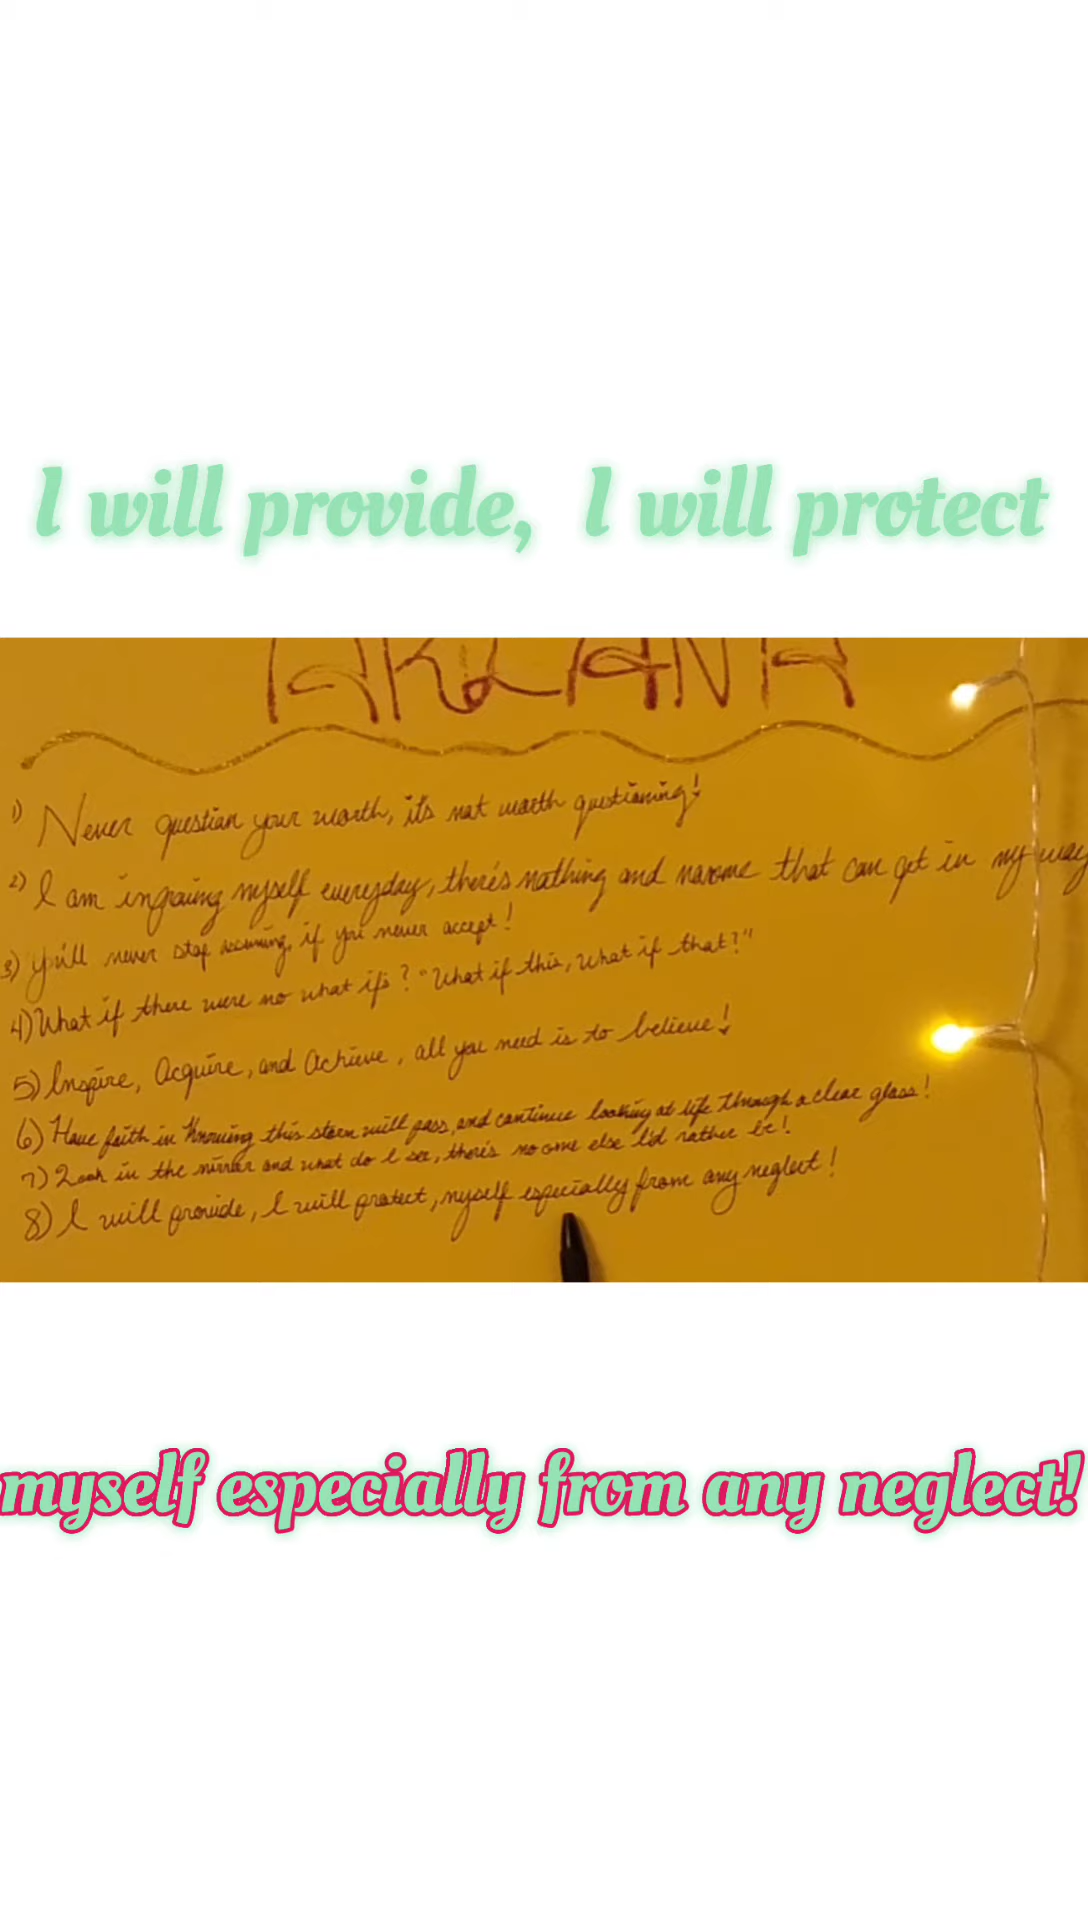 I will provide, I will protect
1) Never question your worth, it's not worth questioning!
2) I am myself everyday, there's nothing and noone that can get in my way
3) You'll never stop assuming, if you never accept!
4) What if there were no what ifs? "What if this, what if that?"
5) Inspire, Acquire, and Achieve, all you need is to believe!
6) Have faith in Knowing this storm will pass, and continue looking at life through a clear glass!
7) Look in the mirror and what do I see, there's no one else I'd rather be!
8) I will provide, I will protect, myself especially from any neglect!
myself especially from any neglect!